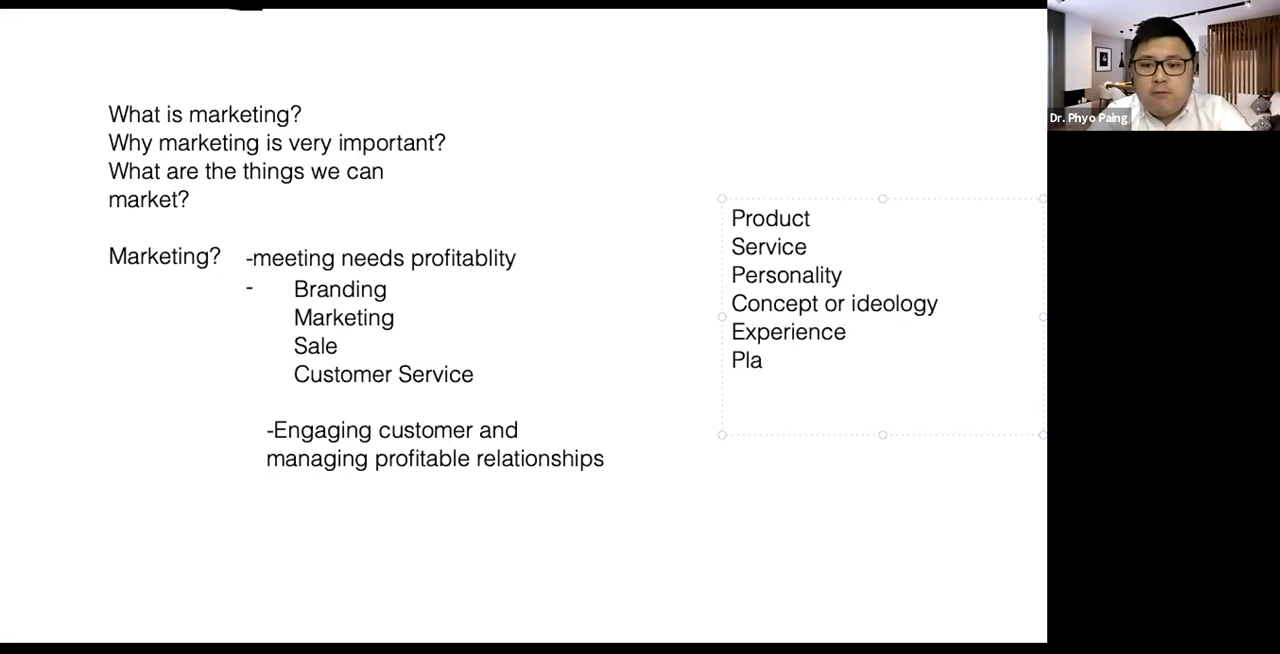 What is marketing?
Why marketing is very important?
What are the things we can
market?
Marketing? -meeting needs profitablity
- Branding
Marketing
Sale
Customer Service
-Engaging customer and
managing profitable relationships
Product
Service
Personality
Concept or ideology
Experience
Pla
Dr. Phyo Paing